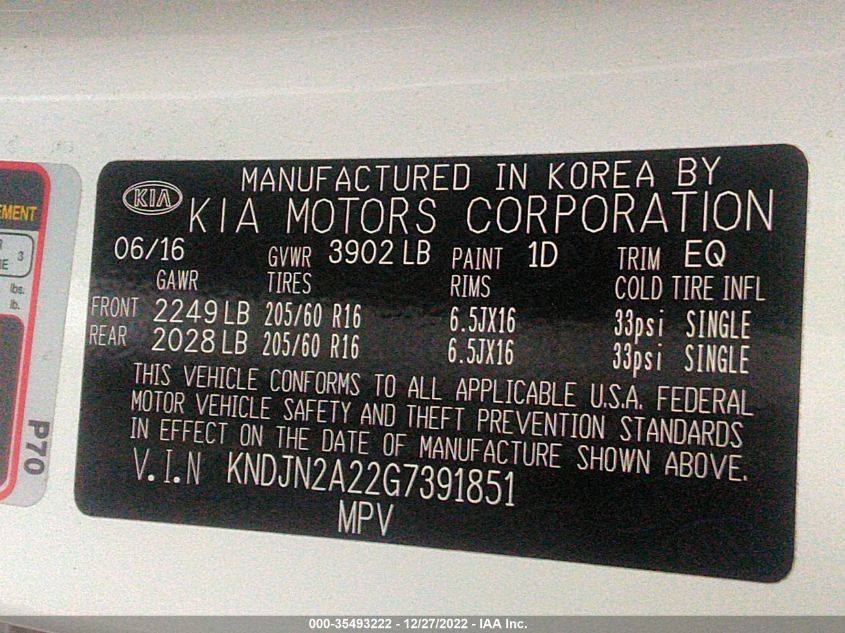 KIA MANUFACTURED IN KOREA BY
KIA MOTORS CORPORATION
06/16 GVWR 3902 LB PAINT 1D TRIM EQ
GAWR TIRES RIMS COLD TIRE INFL
FRONT 2249 LB 205/60 R16 6.5JX16 33psi SINGLE
REAR 2028 LB 205/60 R16 6.5JX16 33psi SINGLE
THIS VEHICLE CONFORMS TO ALL APPLICABLE U.S.A. FEDERAL
MOTOR VEHICLE SAFETY AND THEFT PREVENTION STANDARDS
IN EFFECT ON THE DATE OF MANUFACTURE SHOWN ABOVE.
V.I.N KNDJN2A22G7391851
MPV
EMENT
3
lbs.
lb.
P70
000-35493222 - 12/27/2022 - IAA Inc.